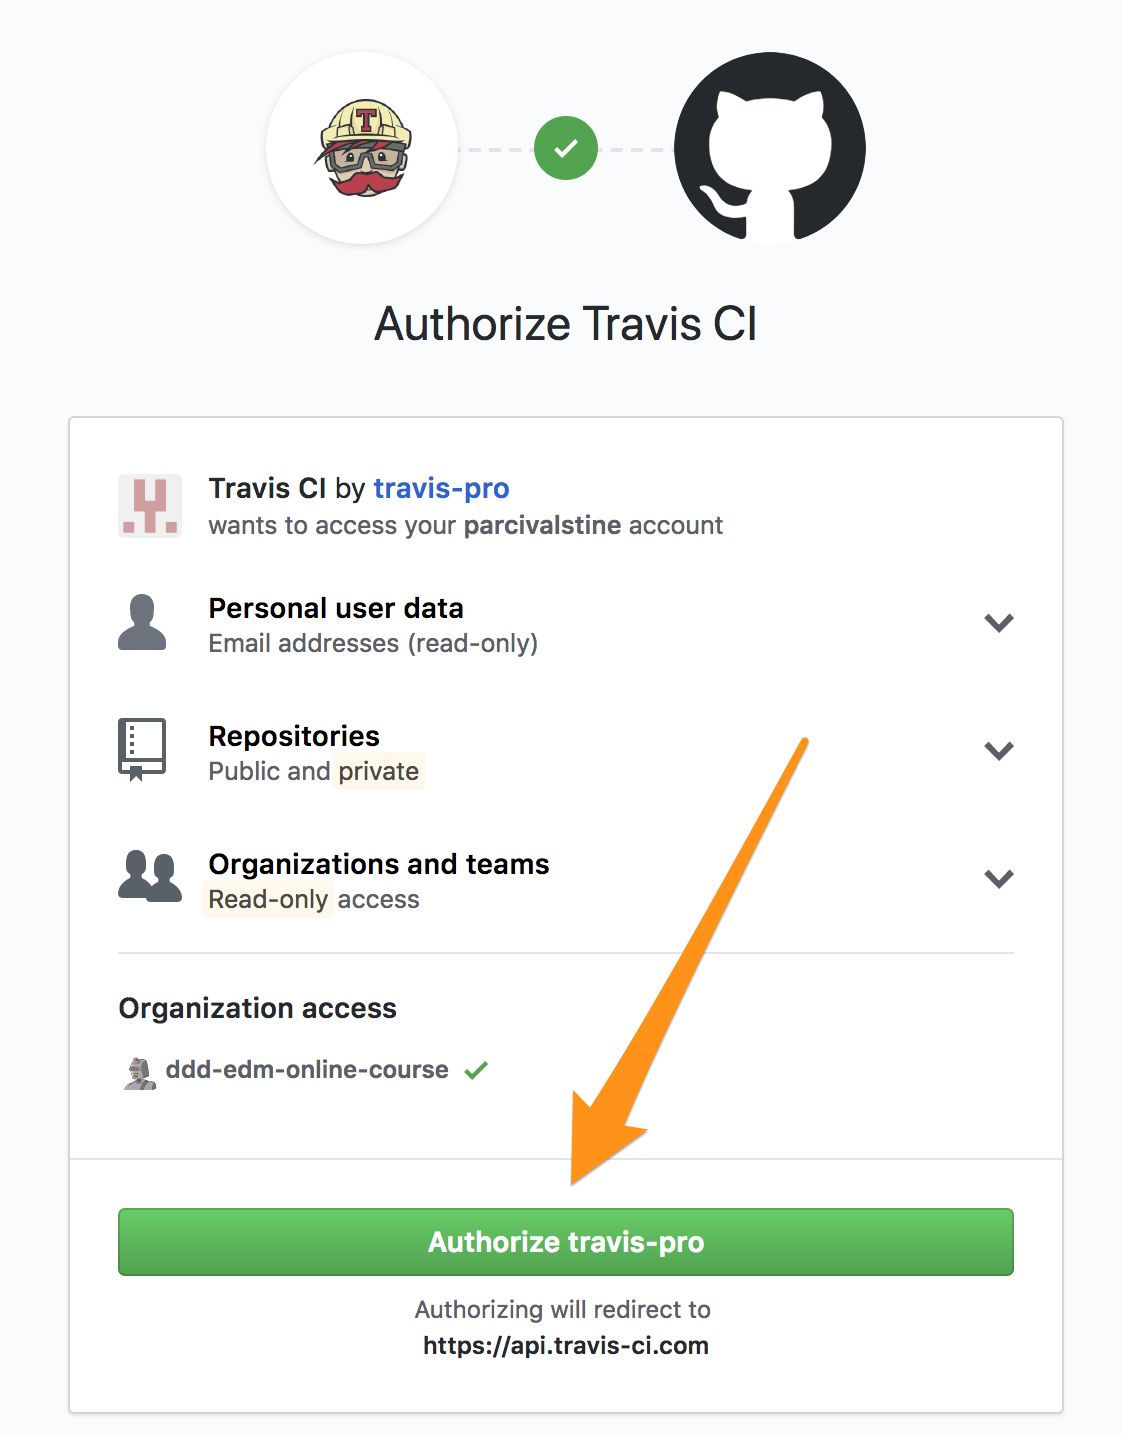 T
Authorize Travis CI
Travis CI by travis-pro
wants to access your parcivalstine account
Personal user data
Email addresses (read-only)
Repositories
Public and private
Organizations and teams
Read-only access
Organization access
ddd-edm-online-course
Authorize travis-pro
Authorizing will redirect to
https://api.travis-ci.com